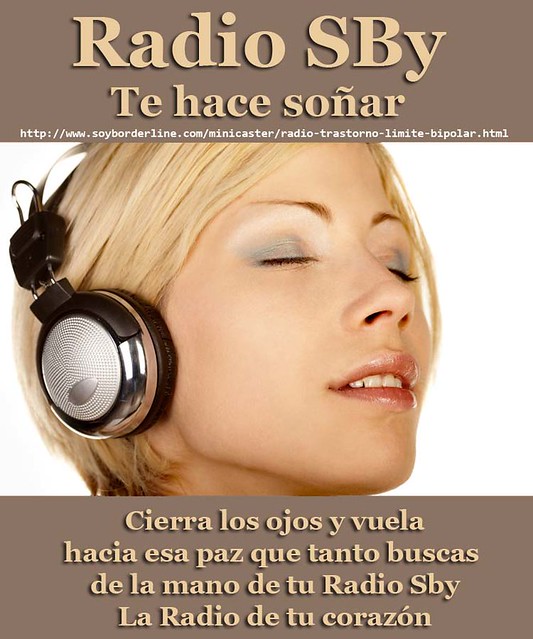 Radio SBy
Te hace soñar
http://www.soyborderline.com/minicaster/radio-trastorno-limite-bipolar.html
Cierra los ojos y vuela
hacia esa paz que tanto buscas
de la mano de tu Radio Sby
La Radio de tu corazón